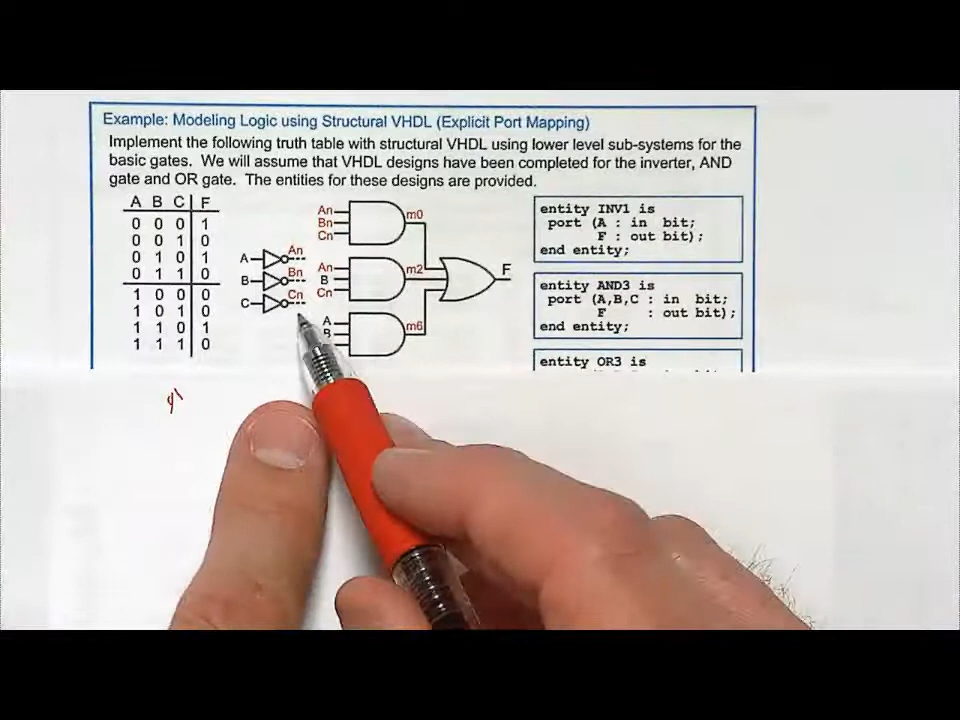 Example: Modeling Logic using Structural VHDL (Explicit Port Mapping)
Implement the following truth table with structural VHDL using lower level sub-systems for the
basic gates. We will assume that VHDL designs have been completed for the inverter, AND
gate and OR gate. The entities for these designs are provided.
A B C F
0 0 0 1
0 0 1 0
0 1 0 1
0 1 1 0
1 0 0 0
1 0 1 0
1 1 0 1
1 1 1 0
A An
B Bn
C Cn
An
Bn
Cn
m0
An
B
Cn
m2
A
B
m6
F
entity INV1 is
port (A : in bit;
F : out bit);
end entity;
entity AND3 is
port (A,B,C : in bit;
F : out bit);
end entity;
entity OR3 is